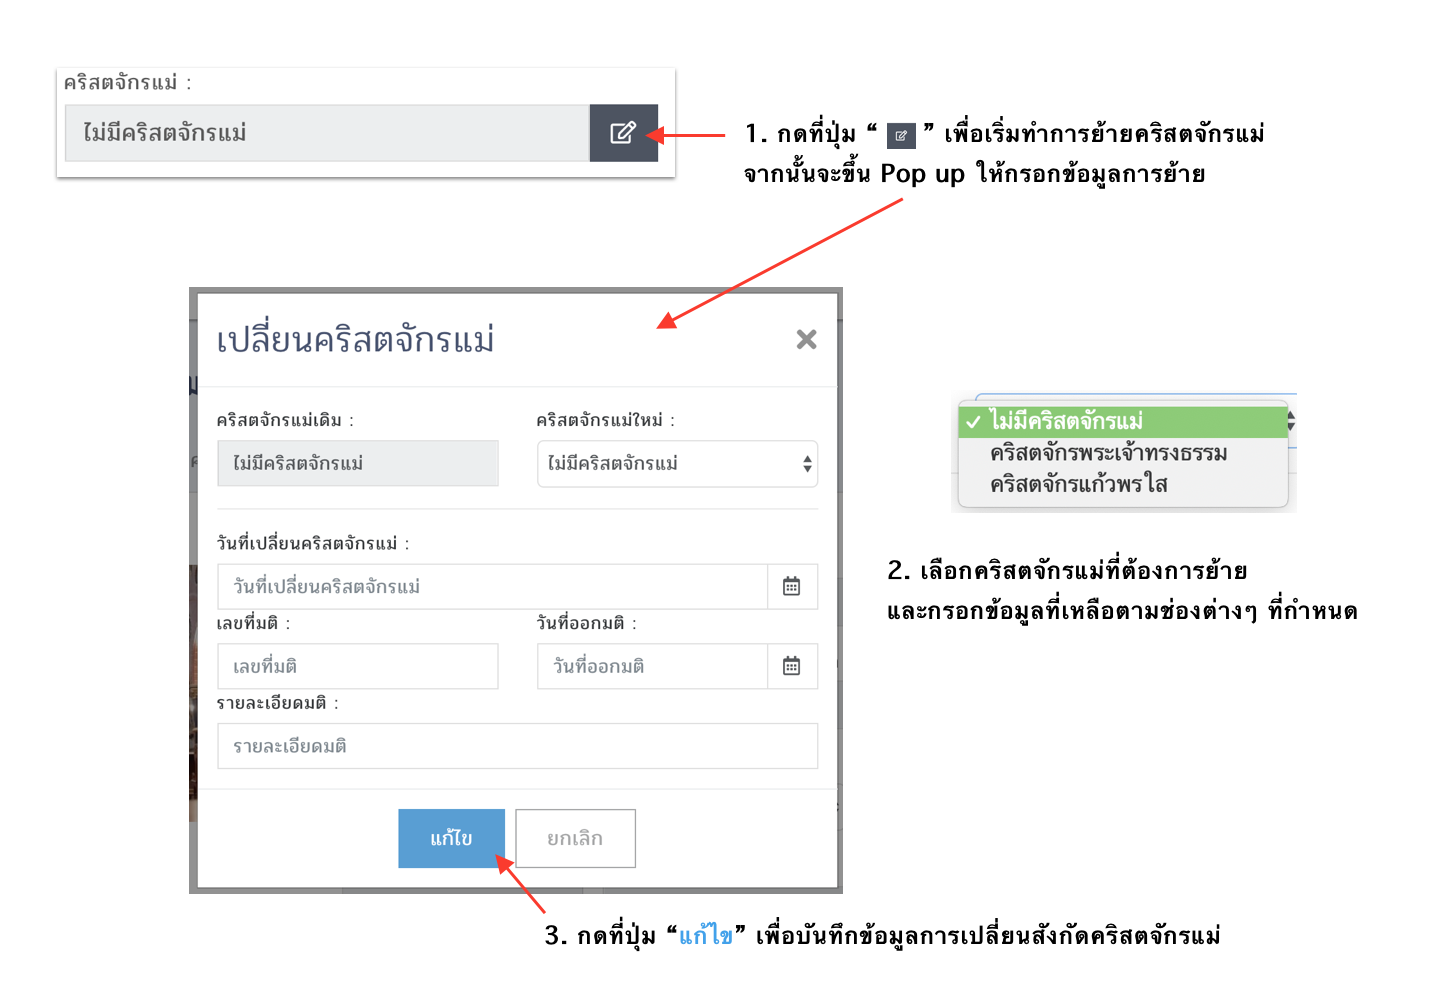 คริสตจักรแม่ :
ไม่มีคริสตจักรแม่
1. กดที่ปุ่ม “ ” เพื่อเริ่มทำการย้ายคริสตจักรแม่
จากนั้นจะขึ้น Pop up ให้กรอกข้อมูลการย้าย
เปลี่ยนคริสตจักรแม่
คริสตจักรแม่เดิม :
คริสตจักรแม่ใหม่ :
ไม่มีคริสตจักรแม่
ไม่มีคริสตจักรแม่
วันที่เปลี่ยนคริสตจักรแม่ :
วันที่เปลี่ยนคริสตจักรแม่
เลขที่มติ :
วันที่ออกมติ :
เลขที่มติ
วันที่ออกมติ
รายละเอียดมติ :
รายละเอียดมติ
แก้ไข
ยกเลิก
ไม่มีคริสตจักรแม่
คริสตจักรพระเจ้าทรงธรรม
คริสตจักรแก้วพรใส
2. เลือกคริสตจักรแม่ที่ต้องการย้าย
และกรอกข้อมูลที่เหลือตามช่องต่างๆ ที่กำหนด
3. กดที่ปุ่ม “แก้ไข” เพื่อบันทึกข้อมูลการเปลี่ยนสังกัดคริสตจักรแม่